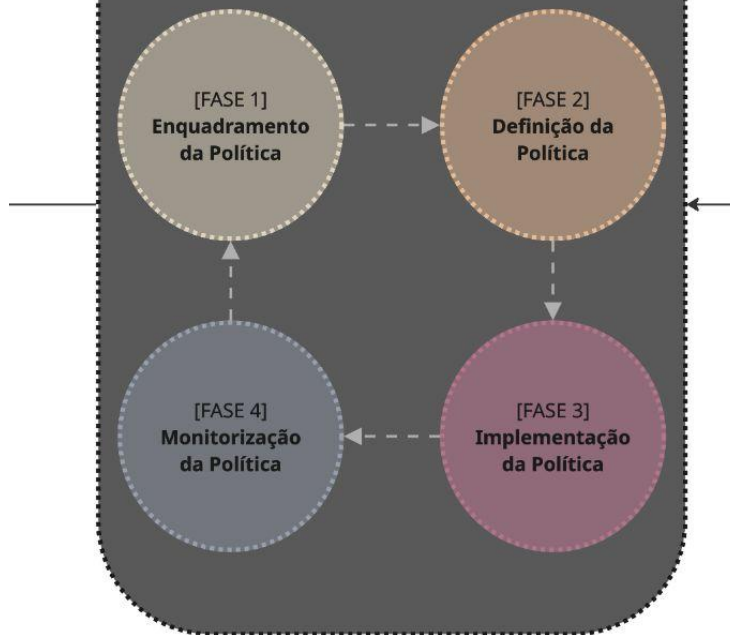 [FASE 1]
Enquadramento
da Política
[FASE 2]
Definição da
Política
[FASE 4]
Monitorização
da Política
[FASE 3]
Implementação
da Política